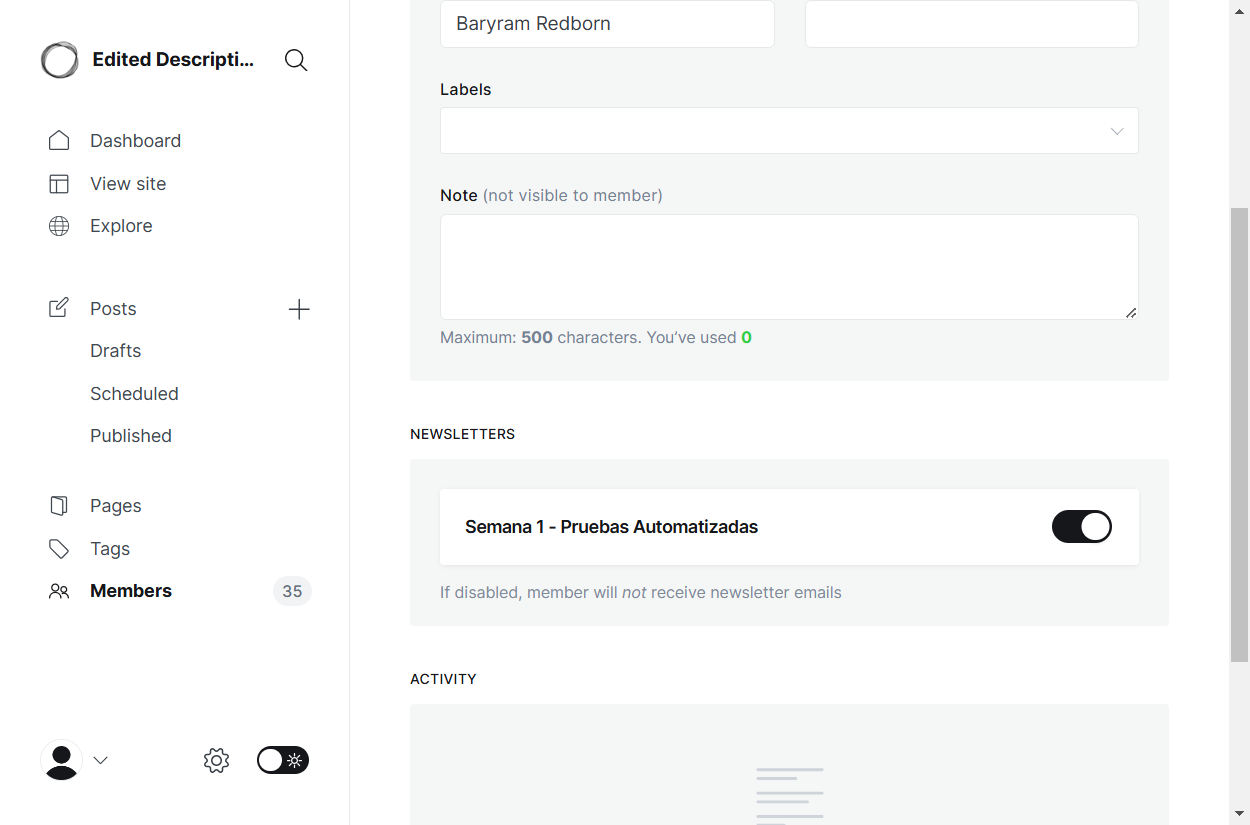 Edited Descripti...
Dashboard
View site
Explore
Posts
Drafts
Scheduled
Published
Pages
Tags
Members
35
Baryram Redborn
Labels
Note (not visible to member)
Maximum: 500 characters. You’ve used 0
NEWSLETTERS
Semana 1 - Pruebas Automatizadas
If disabled, member will not receive newsletter emails
ACTIVITY